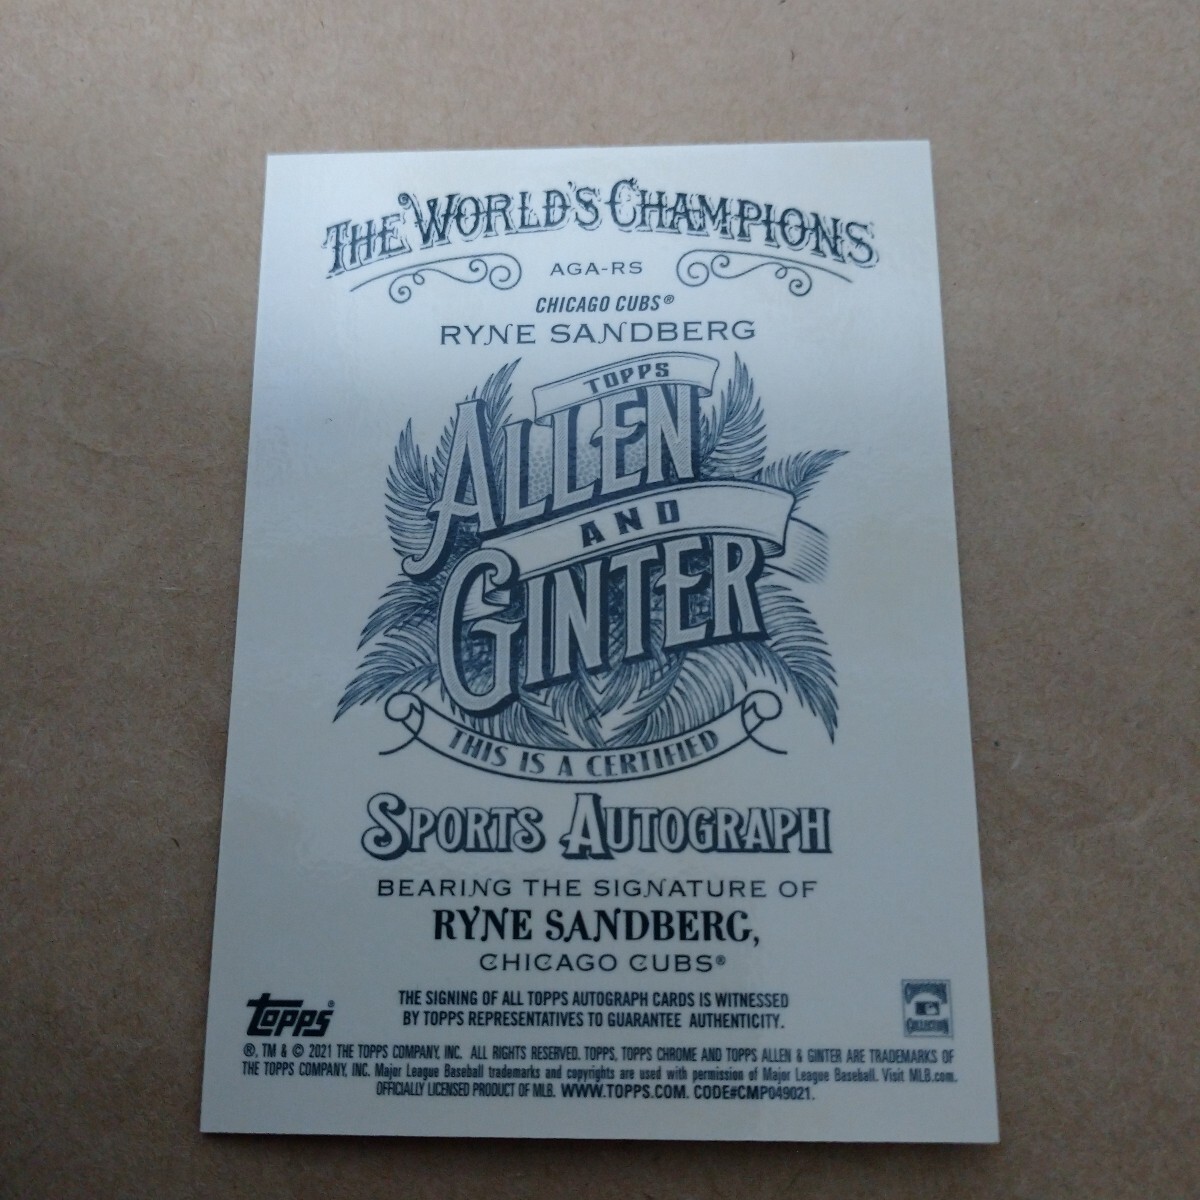 THE WORLD'S CHAMPIONS
AGA-RS
CHICAGO CUBS®
RYNE SANDBERG
TOPPS
ALLEN
AND
GINTER
THIS IS A CERTIFIED
SPORTS AUTOGRAPH
BEARING THE SIGNATURE OF
RYNE SANDBERG,
CHICAGO CUBS®
THE SIGNING OF ALL TOPPS AUTOGRAPH CARDS IS WITNESSED
BY TOPPS REPRESENTATIVES TO GUARANTEE AUTHENTICITY.
topps®
COOPERSTOWN
COLLECTION
®, TM & © 2021 THE TOPPS COMPANY, INC. ALL RIGHTS RESERVED. TOPPS, TOPPS CHROME AND TOPPS ALLEN & GINTER ARE TRADEMARKS OF
THE TOPPS COMPANY, INC. Major League Baseball trademarks and copyrights are used with permission of Major League Baseball. Visit MLB.com.
OFFICIALLY LICENSED PRODUCT OF MLB. WWW.TOPPS.COM. CODE#CMP049021.